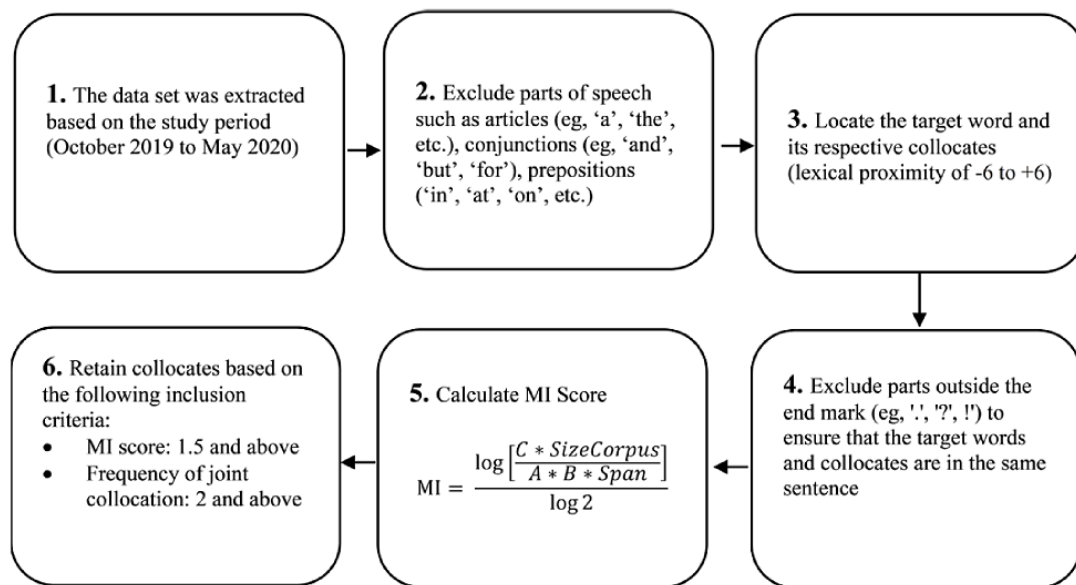 1. The data set was extracted
based on the study period
(October 2019 to May 2020)
2. Exclude parts of speech
such as articles (eg, ‘a’, ‘the’,
etc.), conjunctions (eg, ‘and’,
‘but’, ‘for’), prepositions
(‘in’, ‘at’, ‘on’, etc.)
3. Locate the target word and
its respective collocates
(lexical proximity of -6 to +6)
4. Exclude parts outside the
end mark (eg, '.', '?', !') to
ensure that the target words
and collocates are in the same
sentence
5. Calculate MI Score
MI = log[C * SizeCorpus / A * B * Span] / log 2
6. Retain collocates based on
the following inclusion
criteria:
• MI score: 1.5 and above
• Frequency of joint
collocation: 2 and above